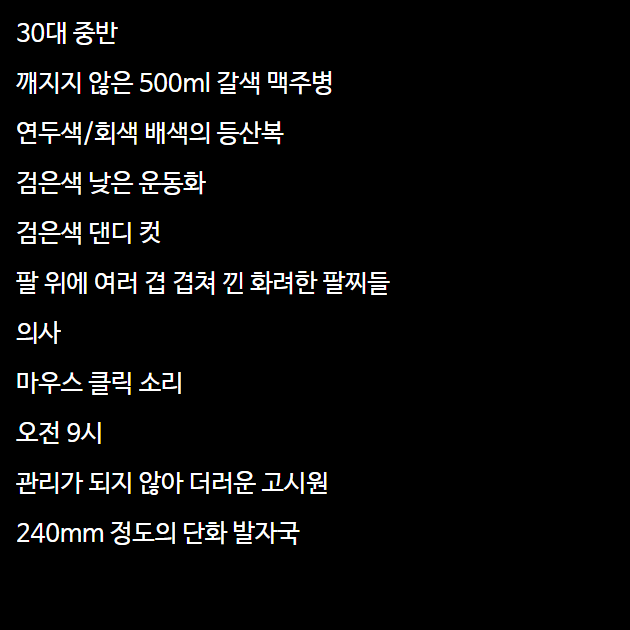 30대 중반
깨지지 않은 500ml 갈색 맥주병
연두색/회색 배색의 등산복
검은색 낮은 운동화
검은색 댄디 컷
팔 위에 여러 겹 겹쳐 낀 화려한 팔찌들
의사
마우스 클릭 소리
오전 9시
관리가 되지 않아 더러운 고시원
240mm 정도의 단화 발자국